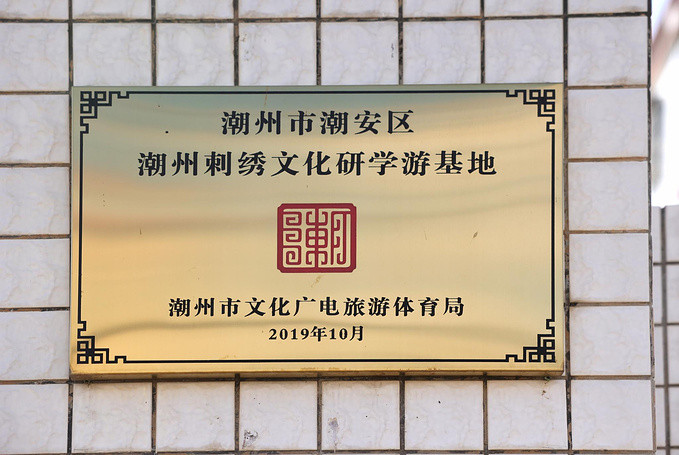 潮州市潮安区
潮州刺绣文化研学游基地
潮州市文化广电旅游体育局
2019年10月